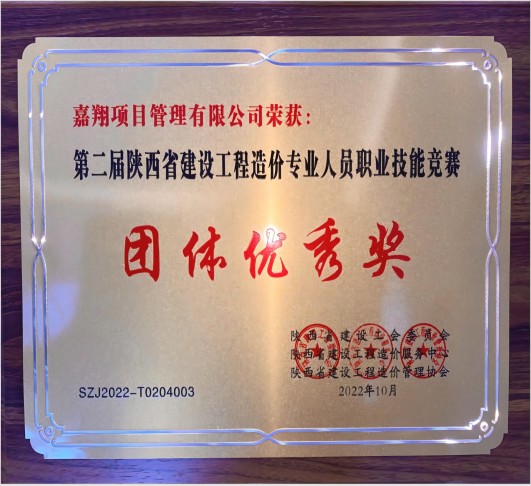 嘉翔项目管理有限公司荣获：
第二届陕西省建设工程造价专业人员职业技能竞赛
团体优秀奖
陕西省建设工会委员会
陕西省建设工程造价服务中心
陕西省建设工程造价管理协会
SZJ2022-T0204003
2022年10月